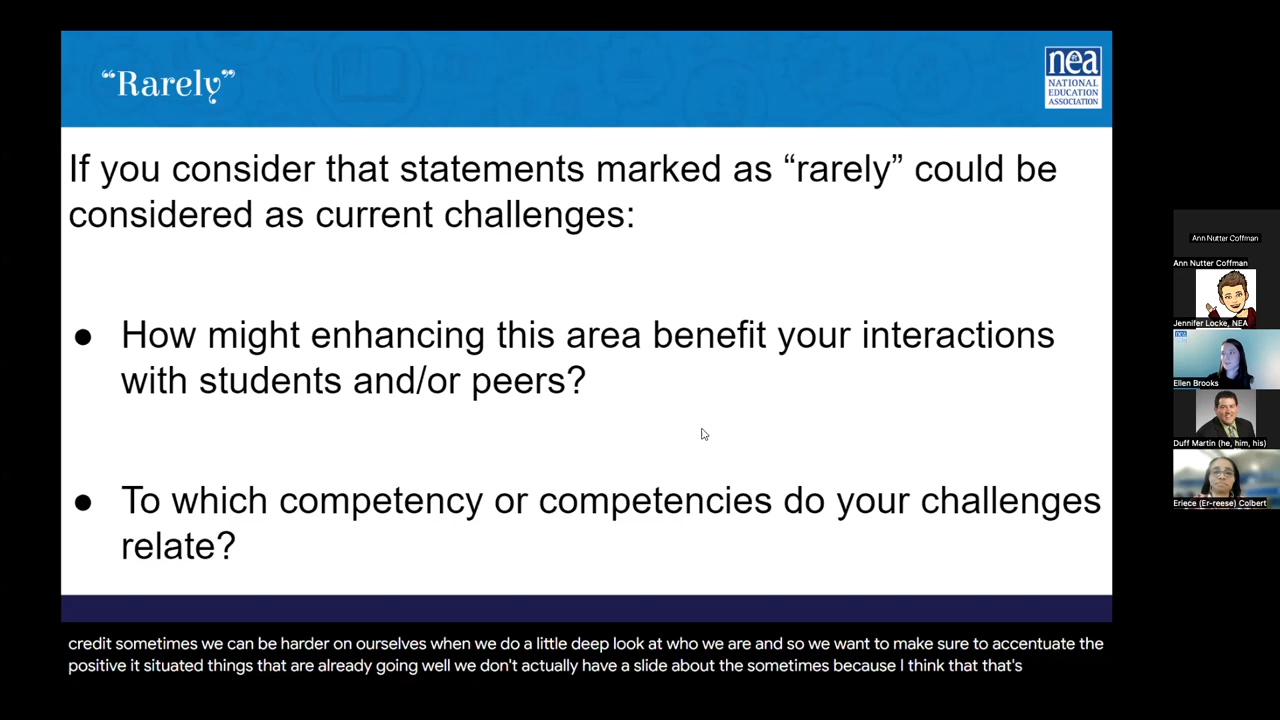 “Rarely”
nea
NATIONAL
EDUCATION
ASSOCIATION
If you consider that statements marked as “rarely” could be
considered as current challenges:
● How might enhancing this area benefit your interactions
with students and/or peers?
● To which competency or competencies do your challenges
relate?
credit sometimes we can be harder on ourselves when we do a little deep look at who we are and so we want to make sure to accentuate the
positive it situated things that are already going well we don't actually have a slide about the sometimes because I think that that's
Ann Nutter Coffman
Ann Nutter Coffman
Jennifer Locke, NEA
Ellen Brooks
Duff Martin (he, him, his)
Eriece (Er-reese) Colbert